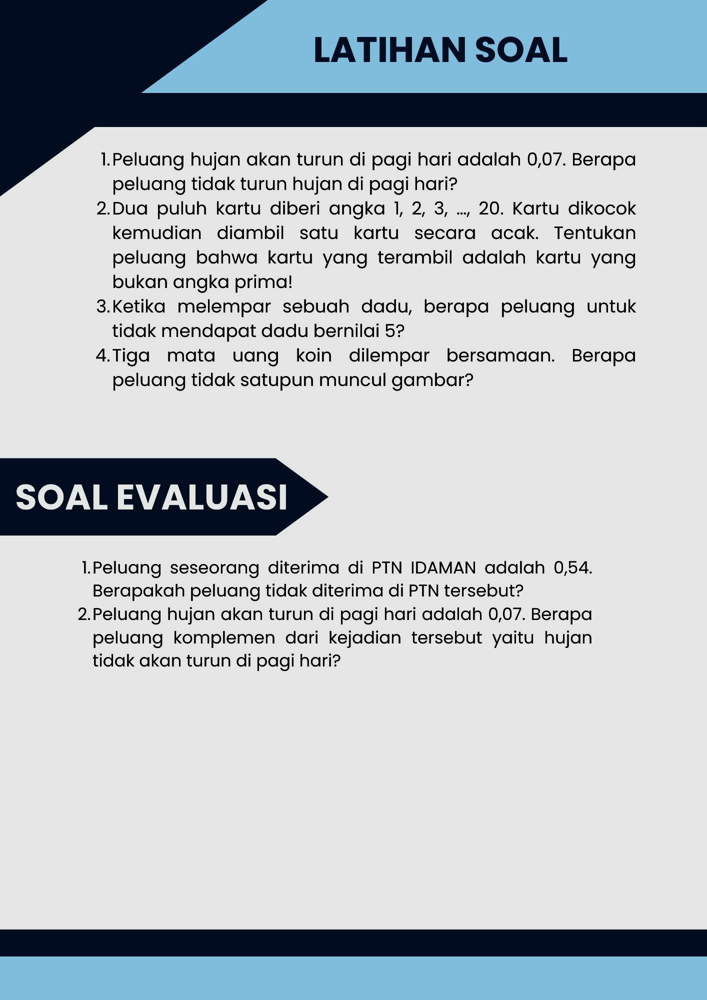 LATIHAN SOAL
1. Peluang hujan akan turun di pagi hari adalah 0,07. Berapa
peluang tidak turun hujan di pagi hari?
2. Dua puluh kartu diberi angka 1, 2, 3, ..., 20. Kartu dikocok
kemudian diambil satu kartu secara acak. Tentukan
peluang bahwa kartu yang terambil adalah kartu yang
bukan angka prima!
3. Ketika melempar sebuah dadu, berapa peluang untuk
tidak mendapat dadu bernilai 5?
4. Tiga mata uang koin dilempar bersamaan. Berapa
peluang tidak satupun muncul gambar?
SOAL EVALUASI
1. Peluang seseorang diterima di PTN IDAMAN adalah 0,54.
Berapakah peluang tidak diterima di PTN tersebut?
2. Peluang hujan akan turun di pagi hari adalah 0,07. Berapa
peluang komplemen dari kejadian tersebut yaitu hujan
tidak akan turun di pagi hari?